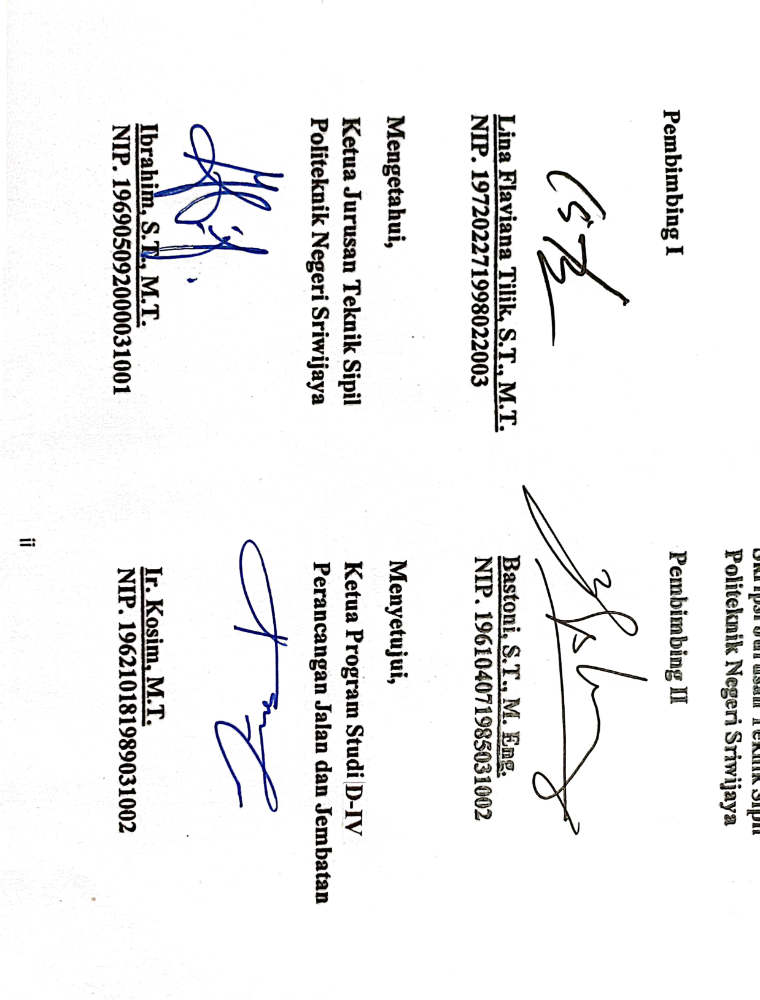 Politeknik Negeri Sriwijaya
Pembimbing I
Pembimbing II
Lina Flaviana Tilik, S.T., M.T.
NIP. 197202271998022003
Bastoni, S.T., M. Eng.
NIP. 196104071985031002
Mengetahui,
Ketua Jurusan Teknik Sipil
Politeknik Negeri Sriwijaya
Menyetujui,
Ketua Program Studi D-IV
Perancangan Jalan dan Jembatan
Ibrahim, S.T., M.T.
NIP. 196905092000031001
Ir. Kosim, M.T.
NIP. 196210181989031002
ii